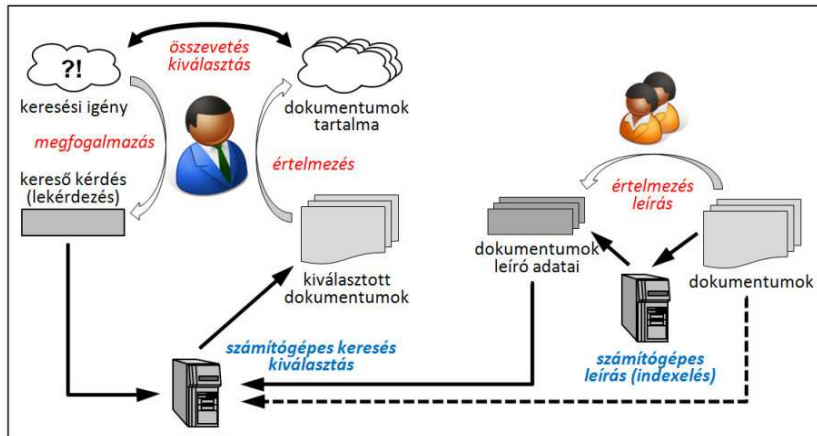 összevetés
kiválasztás
?!
keresési igény
dokumentumok
tartalma
megfogalmazás
értelmezés
kereső kérdés
(lekérdezés)
értelmezés
leírás
kiválasztott
dokumentumok
dokumentumok
leíró adatai
dokumentumok
számítógépes keresés
kiválasztás
számítógépes
leírás (indexelés)